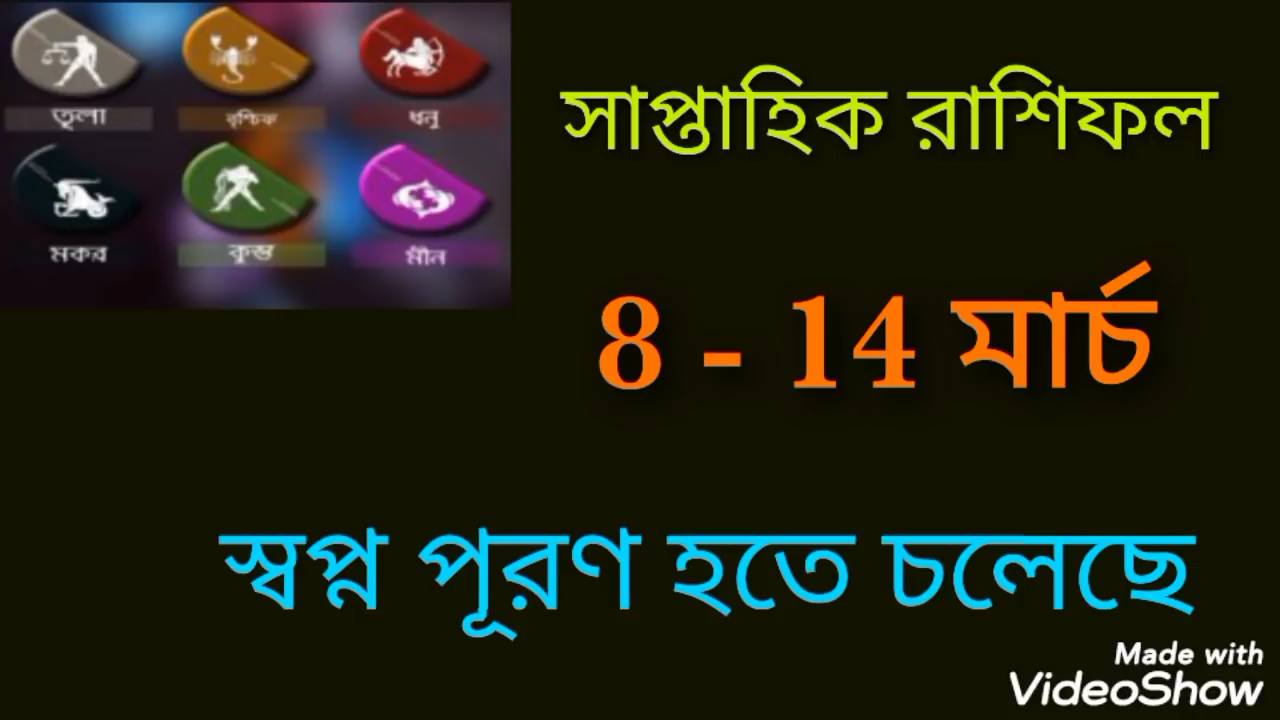 তুলা বৃশ্চিক ধনু
মকর কুম্ভ মীন
সাপ্তাহিক রাশিফল
8 - 14 মার্চ
স্বপ্ন পূরণ হতে চলেছে
Made with
VideoShow